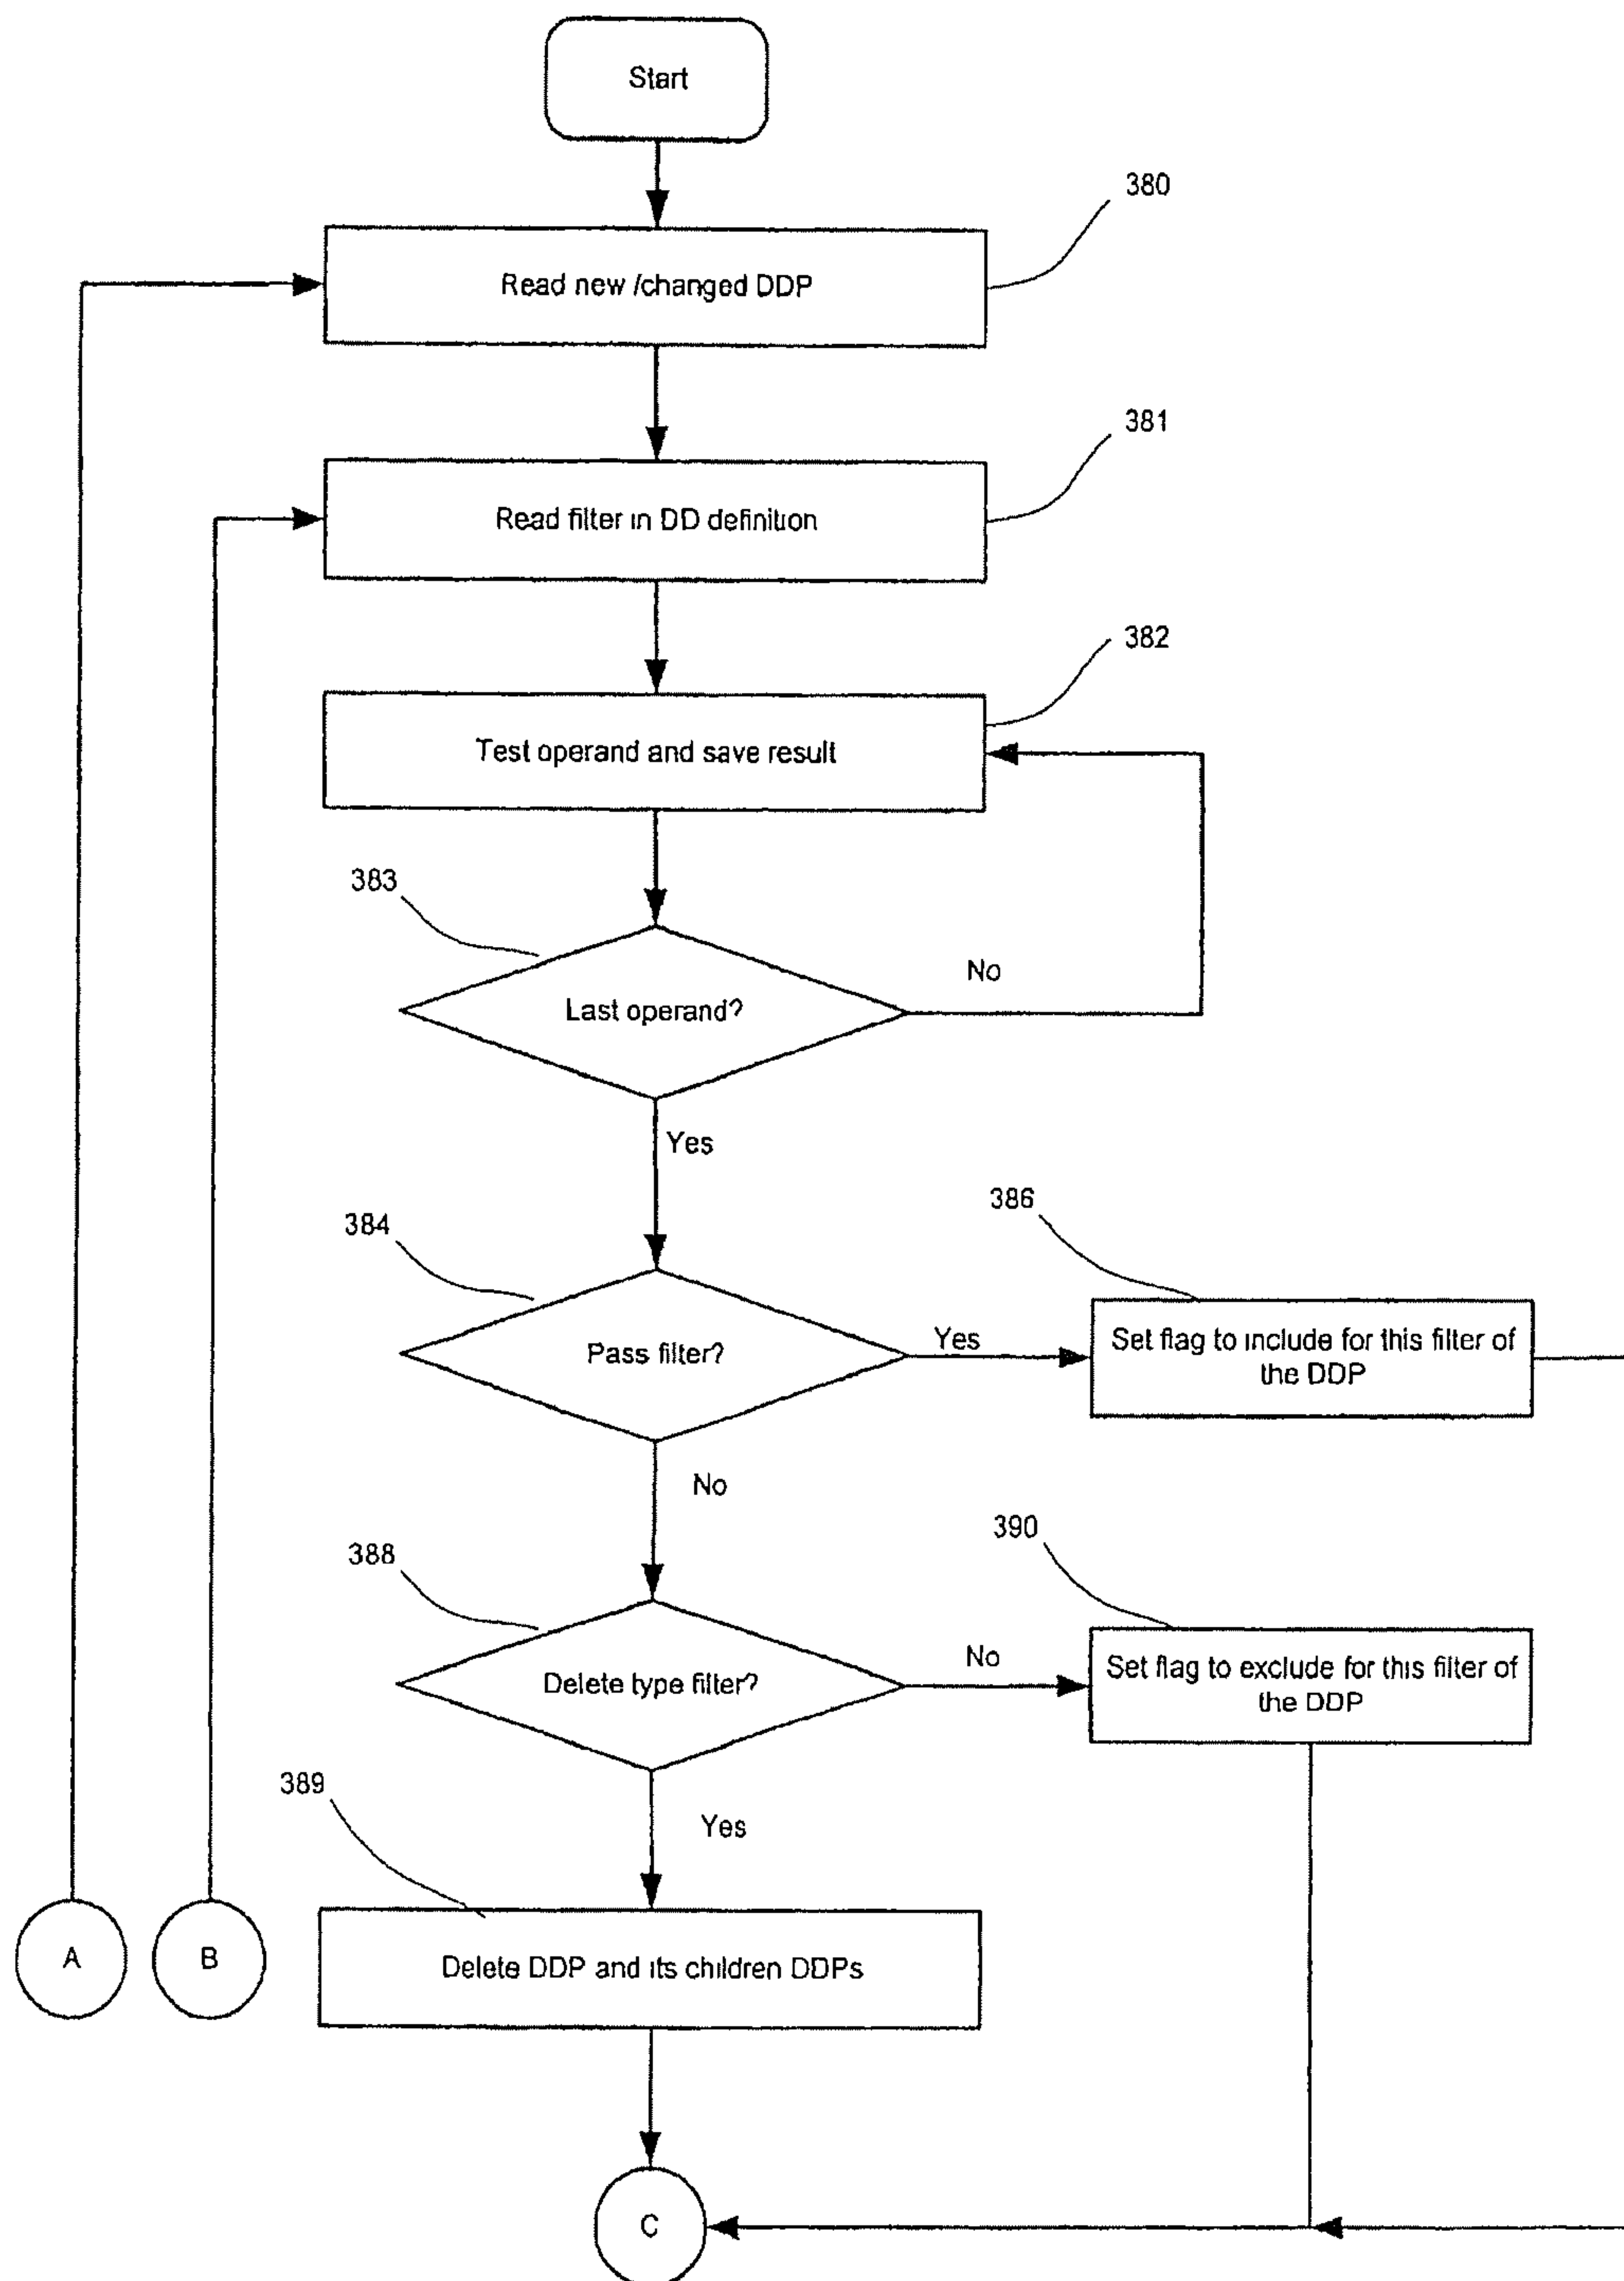 Start
380
Read new /changed DDP
381
Read filter in DD definition
382
Test operand and save result
383
Last operand?
No
Yes
384
Pass filter?
Yes
386
Set flag to include for this filter of
the DDP
No
388
Delete type filter?
No
390
Set flag to exclude for this filter of
the DDP
Yes
389
Delete DDP and its children DDPs
A
B
C